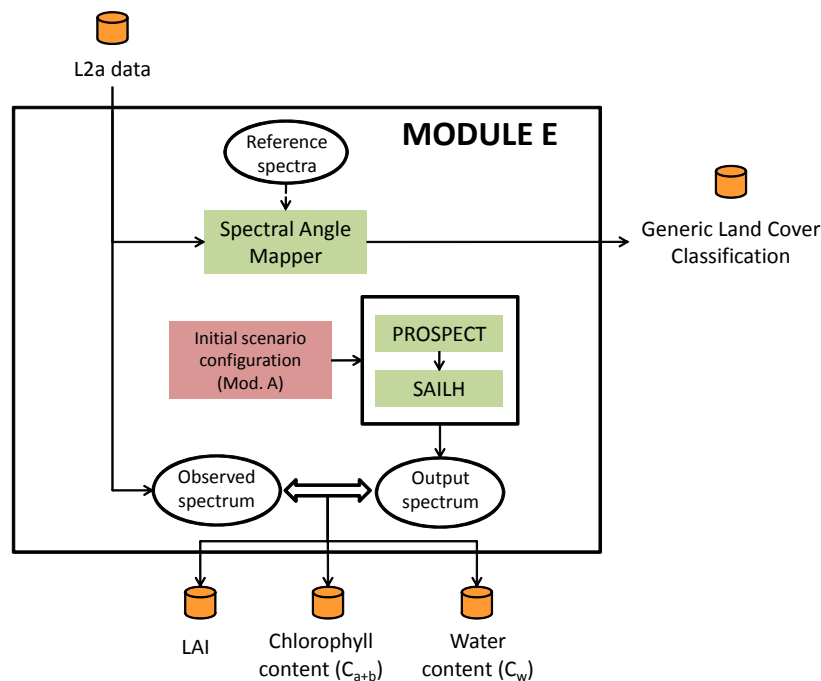 L2a data
MODULE E
Reference
spectra
Spectral Angle
Mapper
Generic Land Cover
Classification
Initial scenario
configuration
(Mod. A)
PROSPECT
SAILH
Observed
spectrum
Output
spectrum
LAI
Chlorophyll
content (Ca+b)
Water
content (Cw)